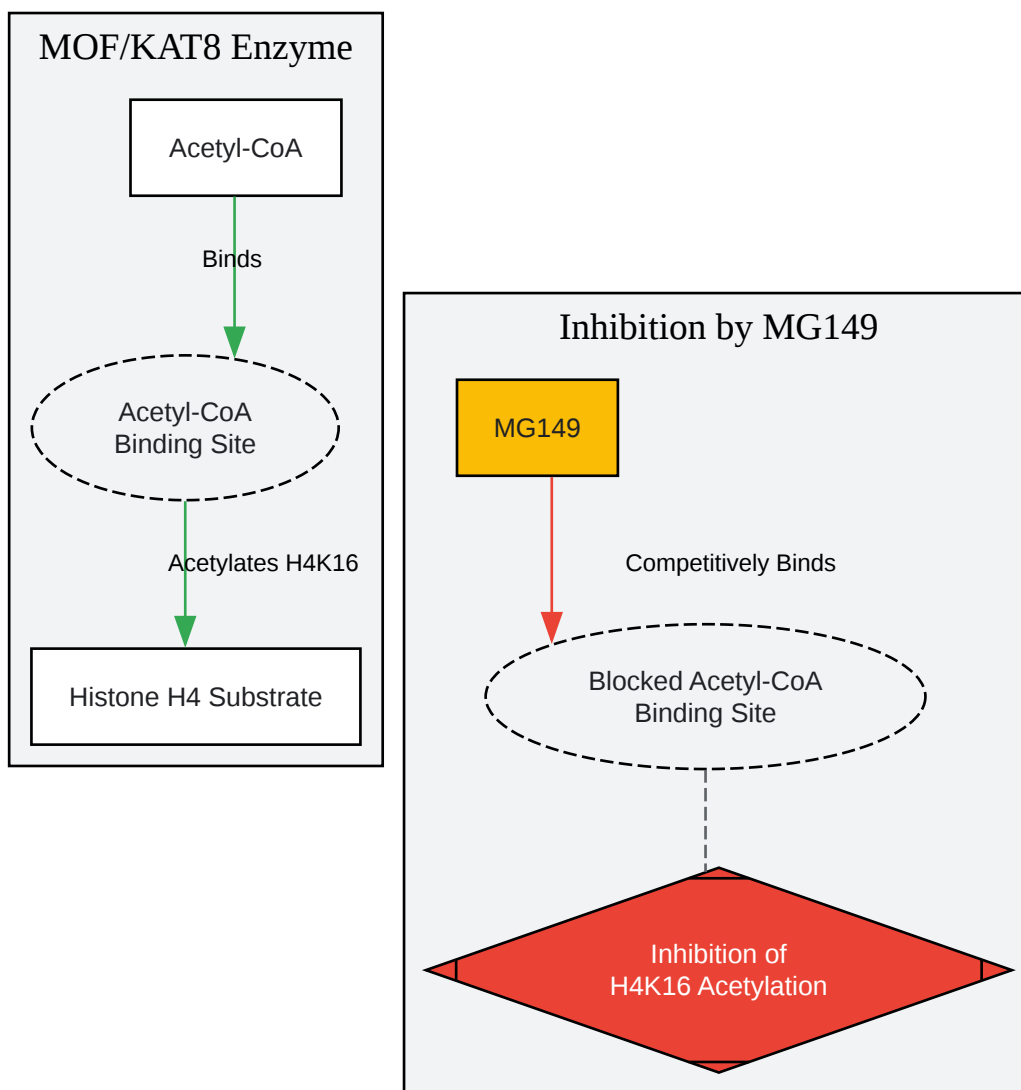 MOF/KAT8 Enzyme
Acetyl-CoA
Binds
Acetyl-CoA
Binding Site
Acetylates H4K16
Histone H4 Substrate
Inhibition by MG149
MG149
Competitively Binds
Blocked Acetyl-CoA
Binding Site
Inhibition of
H4K16 Acetylation